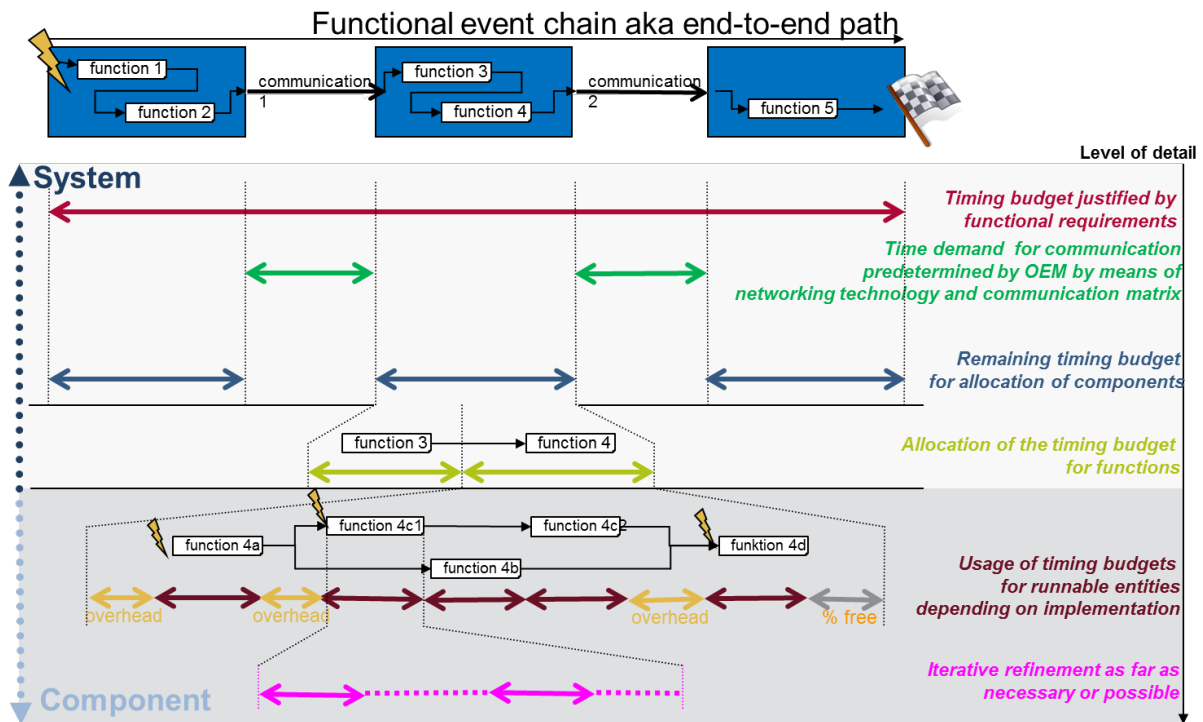 Functional event chain aka end-to-end path
function 1
function 2
communication
1
function 3
function 4
communication
2
function 5
Level of detail
System
Timing budget justified by
functional requirements
Time demand for communication
predetermined by OEM by means of
networking technology and communication matrix
Remaining timing budget
for allocation of components
function 3
function 4
Allocation of the timing budget
for functions
function 4a
function 4c1
function 4c2
function 4b
funktion 4d
Usage of timing budgets
for runnable entities
depending on implementation
overhead
overhead
overhead
% free
Iterative refinement as far as
necessary or possible
Component